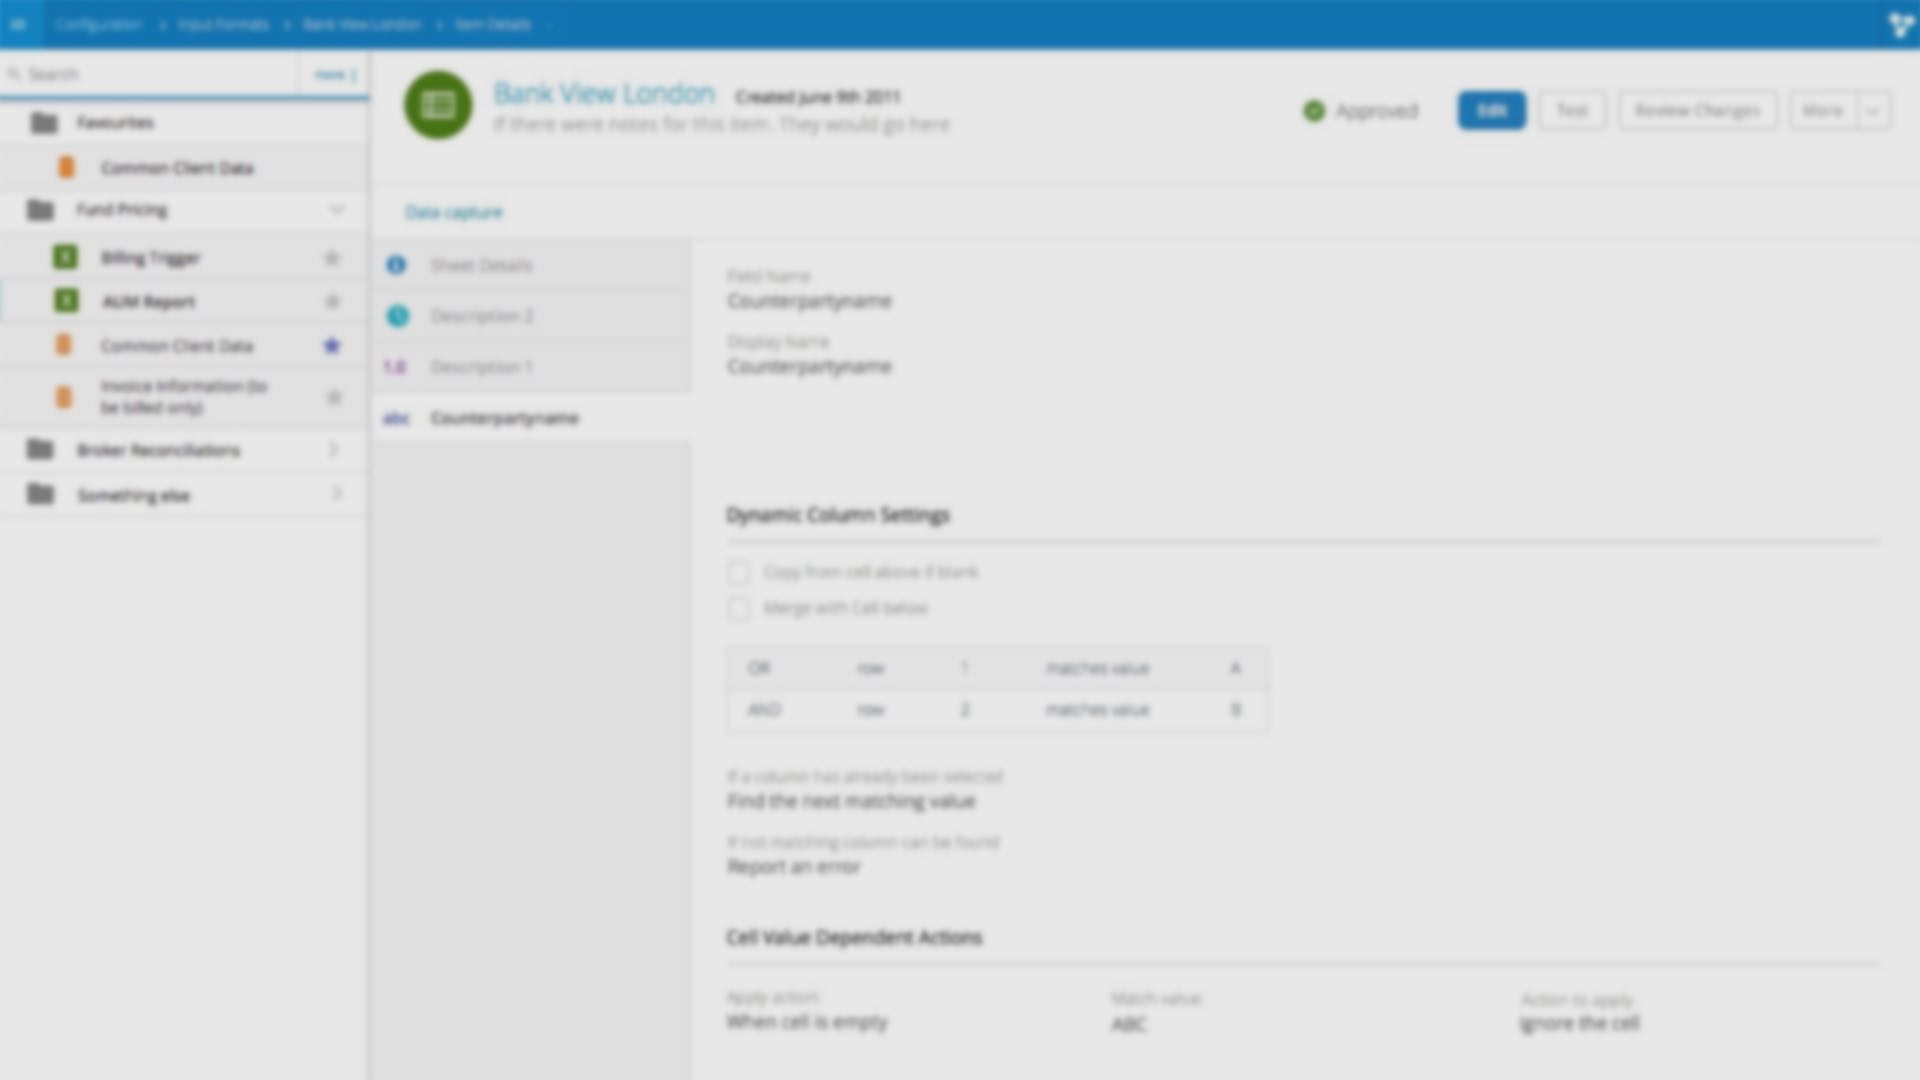 Configuration > Input Formats > Bank View London > Item Details
Search
more
Favourites
Common Client Data
Fund Pricing
Billing Trigger
AUM Report
Common Client Data
Invoice Information (to
be billed only)
Broker Reconciliations
Something else
Bank View London Created June 9th 2011
If there were notes for this item. They would go here
Approved
Edit
Test
Review Changes
More
Data capture
Sheet Details
Description 2
1.0 Description 1
abc Counterpartyname
Field Name
Counterpartyname
Display Name
Counterpartyname
Dynamic Column Settings
Copy from cell above if blank
Merge with Cell below
OR row 1 matches value A
AND row 2 matches value B
If a column has already been selected
Find the next matching value
If not matching column can be found
Report an error
Cell Value Dependent Actions
Apply action: Match value: Action to apply
When cell is empty ABC Ignore the cell